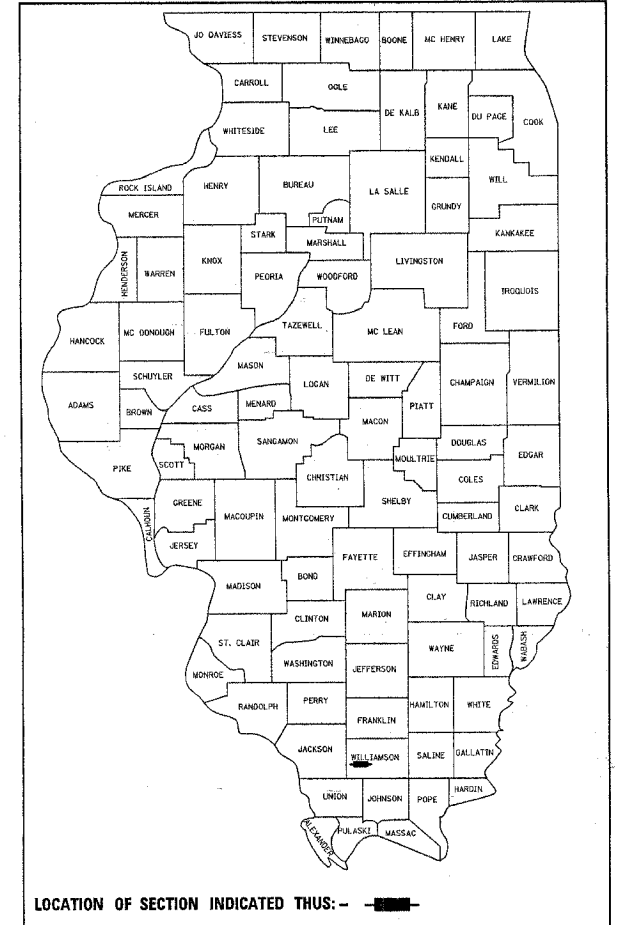 JO DAVIESS STEVENSON WINNEBAGO BOONE MC HENRY LAKE
CARROLL OGLE DE KALB KANE DU PAGE COOK
WHITESIDE LEE
KENDALL WILL
ROCK ISLAND HENRY BUREAU LA SALLE GRUNDY
MERCER PUTNAM
STARK MARSHALL KANKAKEE
HENDERSON WARREN KNOX PEORIA WOODFORD LIVINGSTON IROQUOIS
HANCOCK MC DONOUGH FULTON TAZEWELL MC LEAN FORD
SCHUYLER MASON LOGAN DE WITT CHAMPAIGN VERMILION
ADAMS BROWN CASS MENARD MACON PIATT
PIKE SCOTT MORGAN SANGAMON MOULTRIE DOUGLAS EDGAR
CHRISTIAN COLES
CALHOUN GREENE MACOUPIN MONTGOMERY SHELBY CUMBERLAND CLARK
JERSEY FAYETTE EFFINGHAM JASPER CRAWFORD
MADISON BOND CLAY RICHLAND LAWRENCE
CLINTON MARION
ST. CLAIR WAYNE EDWARDS WABASH
MONROE WASHINGTON JEFFERSON
RANDOLPH PERRY HAMILTON WHITE
FRANKLIN
JACKSON WILLIAMSON SALINE GALLATIN
UNION JOHNSON POPE HARDIN
ALEXANDER PULASKI MASSAC
LOCATION OF SECTION INDICATED THUS: -